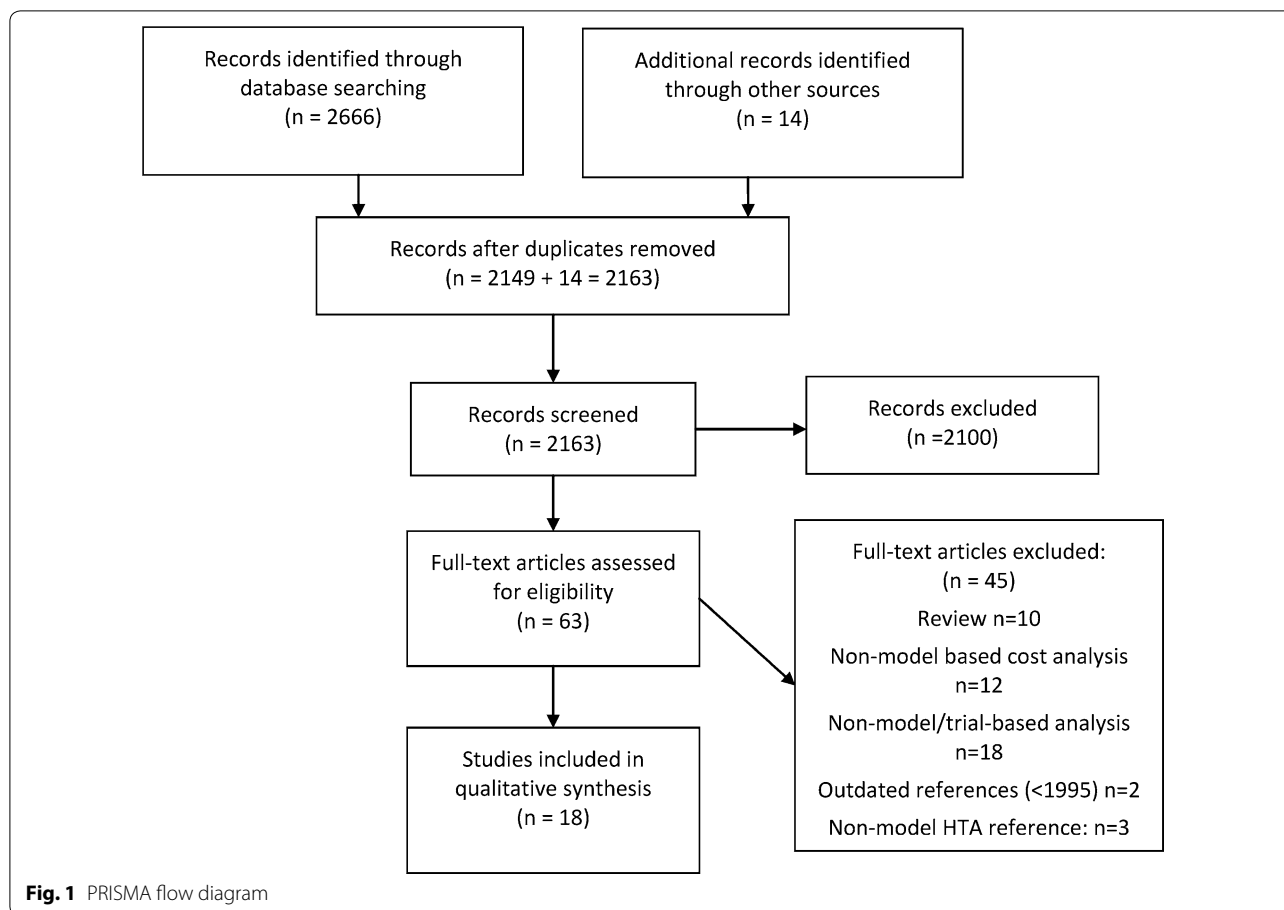 Records identified through
database searching
(n = 2666)
Additional records identified
through other sources
(n = 14)
Records after duplicates removed
(n = 2149 + 14 = 2163)
Records screened
(n = 2163)
Records excluded
(n =2100)
Full-text articles assessed
for eligibility
(n = 63)
Full-text articles excluded:
(n = 45)
Review n=10
Non-model based cost analysis
n=12
Non-model/trial-based analysis
n=18
Outdated references (<1995) n=2
Non-model HTA reference: n=3
Studies included in
qualitative synthesis
(n = 18)
Fig. 1 PRISMA flow diagram